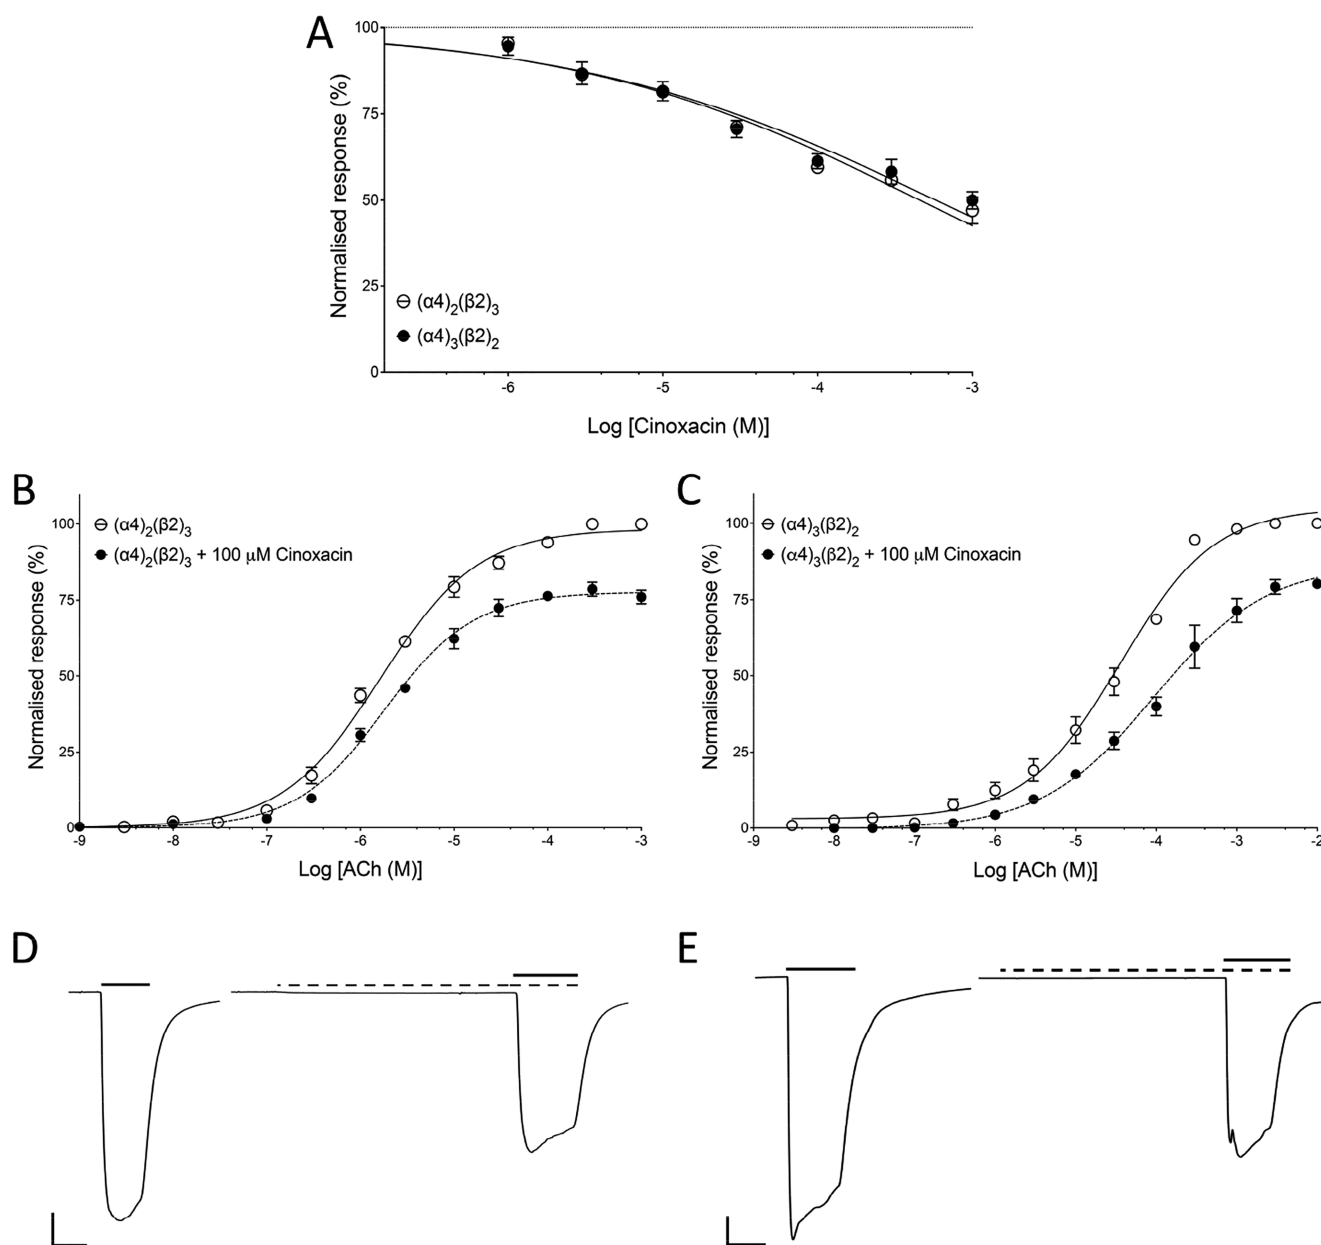 A
100
75
50
25
0
Normalised response (%)
(α4)2(β2)3
(α4)3(β2)2
-6 -5 -4 -3
Log [Cinoxacin (M)]
B
100
75
50
25
0
Normalised response (%)
(α4)2(β2)3
(α4)2(β2)3 + 100 μM Cinoxacin
-9 -8 -7 -6 -5 -4 -3
Log [ACh (M)]
C
100
75
50
25
0
Normalised response (%)
(α4)3(β2)2
(α4)3(β2)2 + 100 μM Cinoxacin
-9 -8 -7 -6 -5 -4 -3 -2
Log [ACh (M)]
D
E